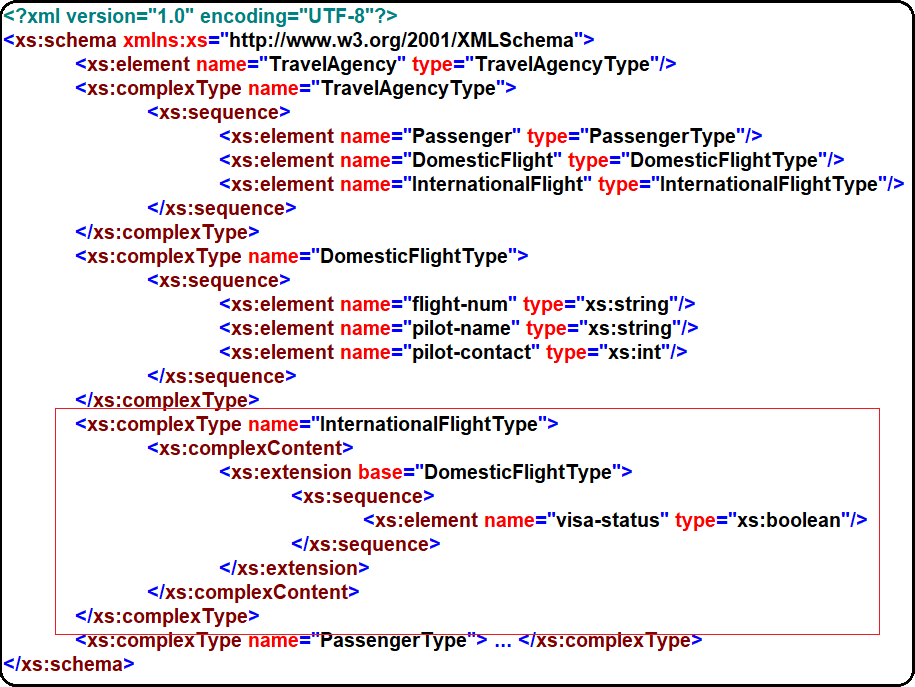 <?xml version="1.0" encoding="UTF-8"?>
<xs:schema xmlns:xs="http://www.w3.org/2001/XMLSchema">
<xs:element name="TravelAgency" type="TravelAgencyType"/>
<xs:complexType name="TravelAgencyType">
<xs:sequence>
<xs:element name="Passenger" type="PassengerType"/>
<xs:element name="DomesticFlight" type="DomesticFlightType"/>
<xs:element name="InternationalFlight" type="InternationalFlightType"/>
</xs:sequence>
</xs:complexType>
<xs:complexType name="DomesticFlightType">
<xs:sequence>
<xs:element name="flight-num" type="xs:string"/>
<xs:element name="pilot-name" type="xs:string"/>
<xs:element name="pilot-contact" type="xs:int"/>
</xs:sequence>
</xs:complexType>
<xs:complexType name="InternationalFlightType">
<xs:complexContent>
<xs:extension base="DomesticFlightType">
<xs:sequence>
<xs:element name="visa-status" type="xs:boolean"/>
</xs:sequence>
</xs:extension>
</xs:complexContent>
</xs:complexType>
<xs:complexType name="PassengerType"> ... </xs:complexType>
</xs:schema>